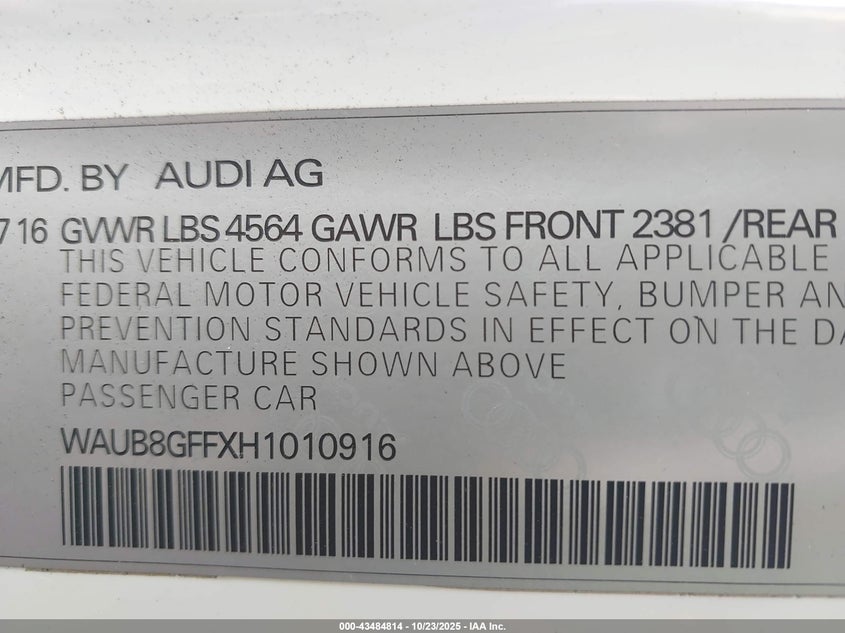 MFD. BY AUDI AG
716 GVWR LBS 4564 GAWR LBS FRONT 2381 /REAR
THIS VEHICLE CONFORMS TO ALL APPLICABLE
FEDERAL MOTOR VEHICLE SAFETY, BUMPER AN
PREVENTION STANDARDS IN EFFECT ON THE DA
MANUFACTURE SHOWN ABOVE
PASSENGER CAR
WAUB8GFFXH1010916
000-43484814 - 10/23/2025 - IAA Inc.